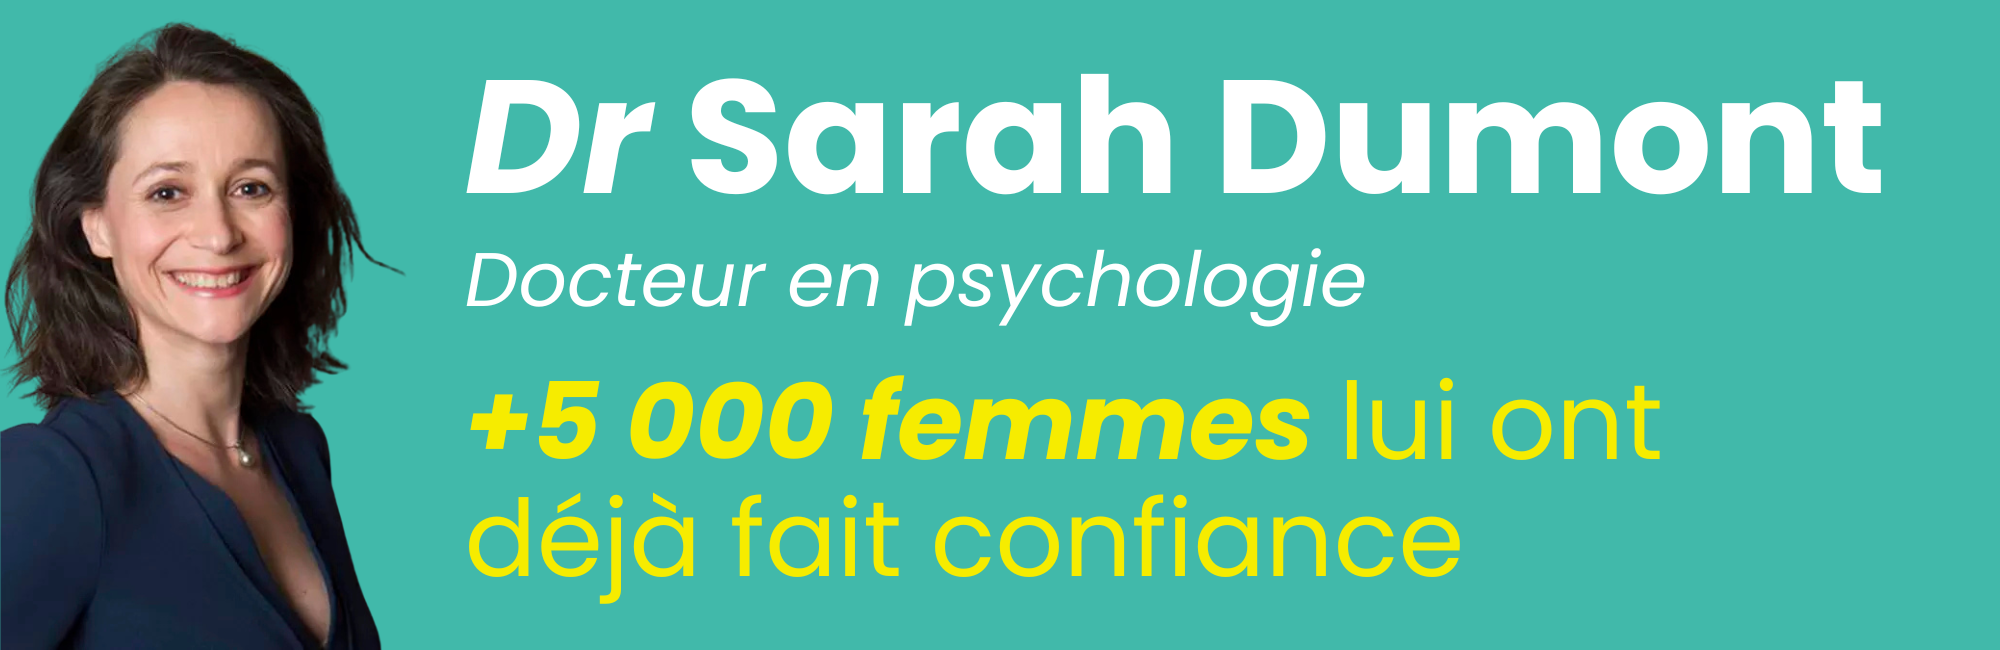 Dr Sarah Dumont
Docteur en psychologie
+5 000 femmes lui ont
déjà fait confiance